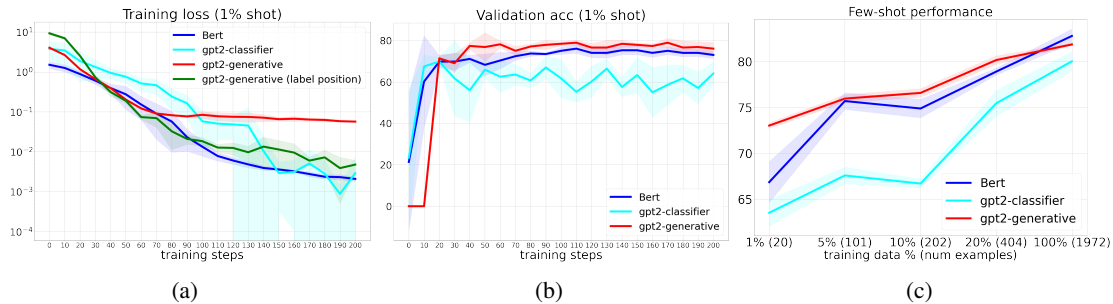 Training loss (1% shot)
10¹
10⁰
10⁻¹
10⁻²
10⁻³
10⁻⁴
Bert
gpt2-classifier
gpt2-generative
gpt2-generative (label position)
0 10 20 30 40 50 60 70 80 90 100 110 120 130 140 150 160 170 180 190 200
training steps
(a)
Validation acc (1% shot)
80
60
40
20
0
Bert
gpt2-classifier
gpt2-generative
0 10 20 30 40 50 60 70 80 90 100 110 120 130 140 150 160 170 180 190 200
training steps
(b)
Few-shot performance
80
75
70
65
Bert
gpt2-classifier
gpt2-generative
1% (20) 5% (101) 10% (202) 20% (404) 100% (1972)
training data % (num examples)
(c)